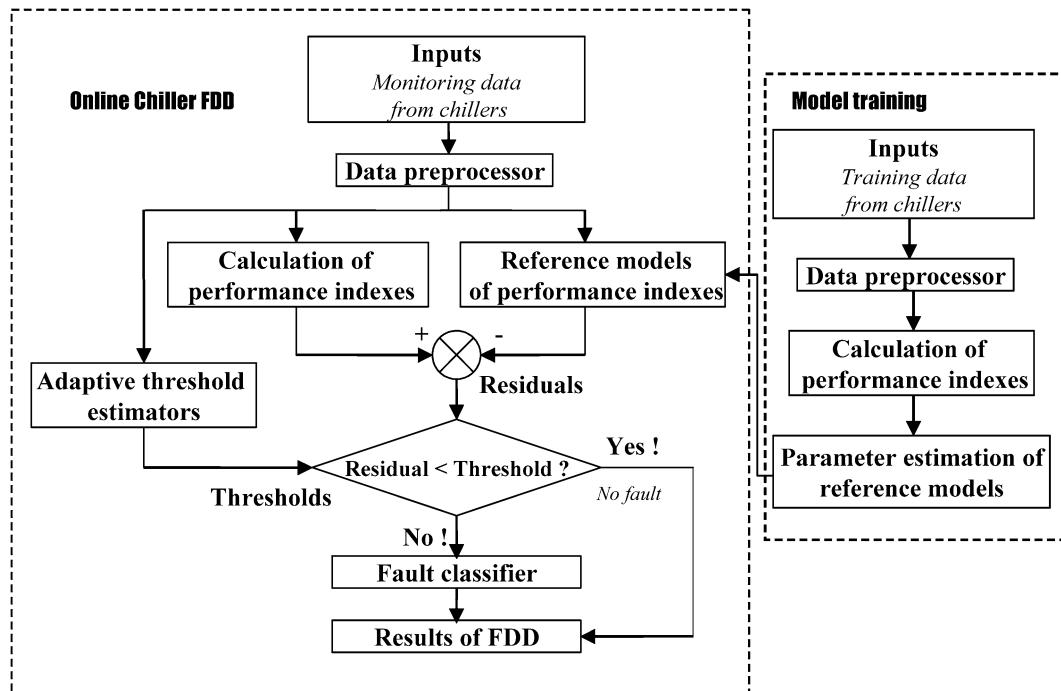 Inputs
Monitoring data
from chillers
Online Chiller FDD
Data preprocessor
Calculation of
performance indexes
Reference models
of performance indexes
+
-
Residuals
Adaptive threshold
estimators
Thresholds
Residual < Threshold ?
Yes !
No fault
No !
Fault classifier
Results of FDD
Model training
Inputs
Training data
from chillers
Data preprocessor
Calculation of
performance indexes
Parameter estimation of
reference models